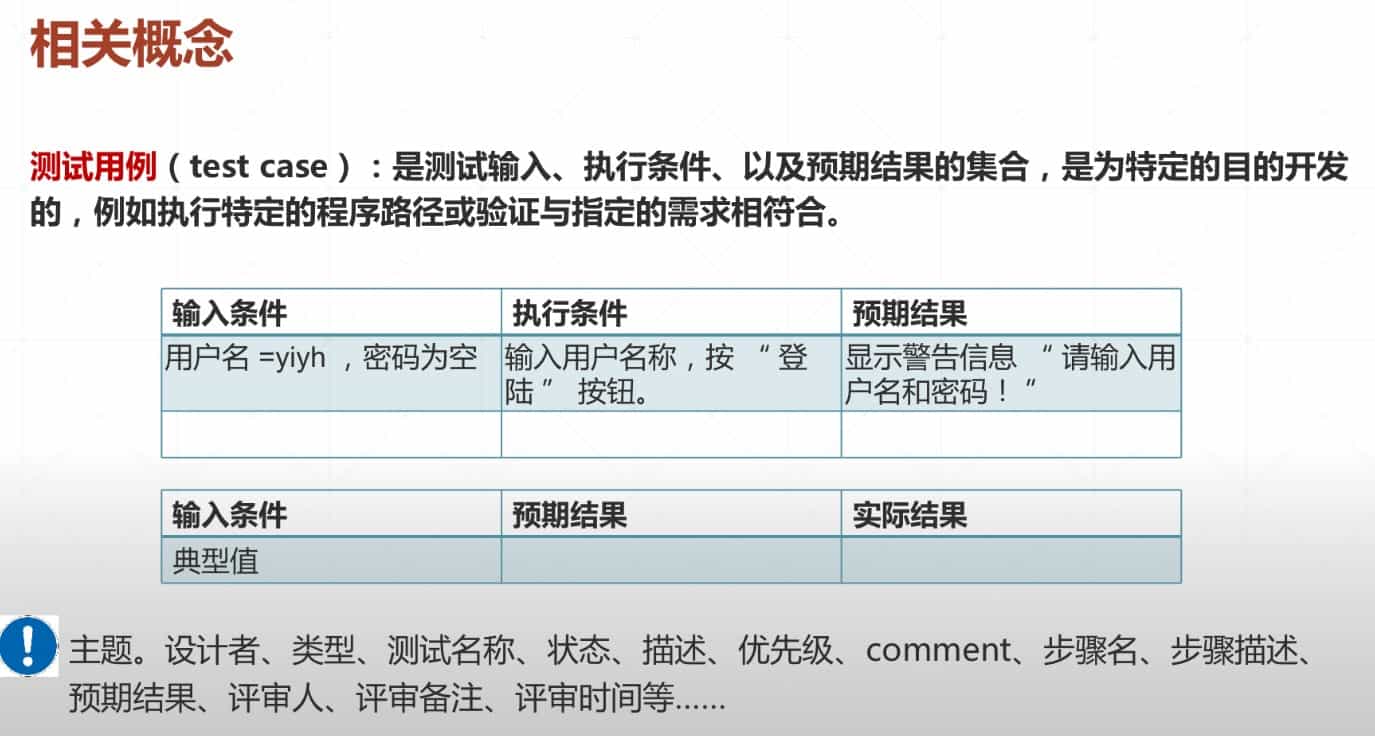 相关概念
测试用例（test case）：是测试输入、执行条件、以及预期结果的集合，是为特定的目的开发
的，例如执行特定的程序路径或验证与指定的需求相符合。
输入条件 执行条件 预期结果
用户名 =yiyh ，密码为空 输入用户名称，按 “ 登 显示警告信息 “ 请输入用
陆 ” 按钮。 户名和密码！“
输入条件 预期结果 实际结果
典型值
主题。设计者、类型、测试名称、状态、描述、优先级、comment、步骤名、步骤描述、
预期结果、评审人、评审备注、评审时间等……